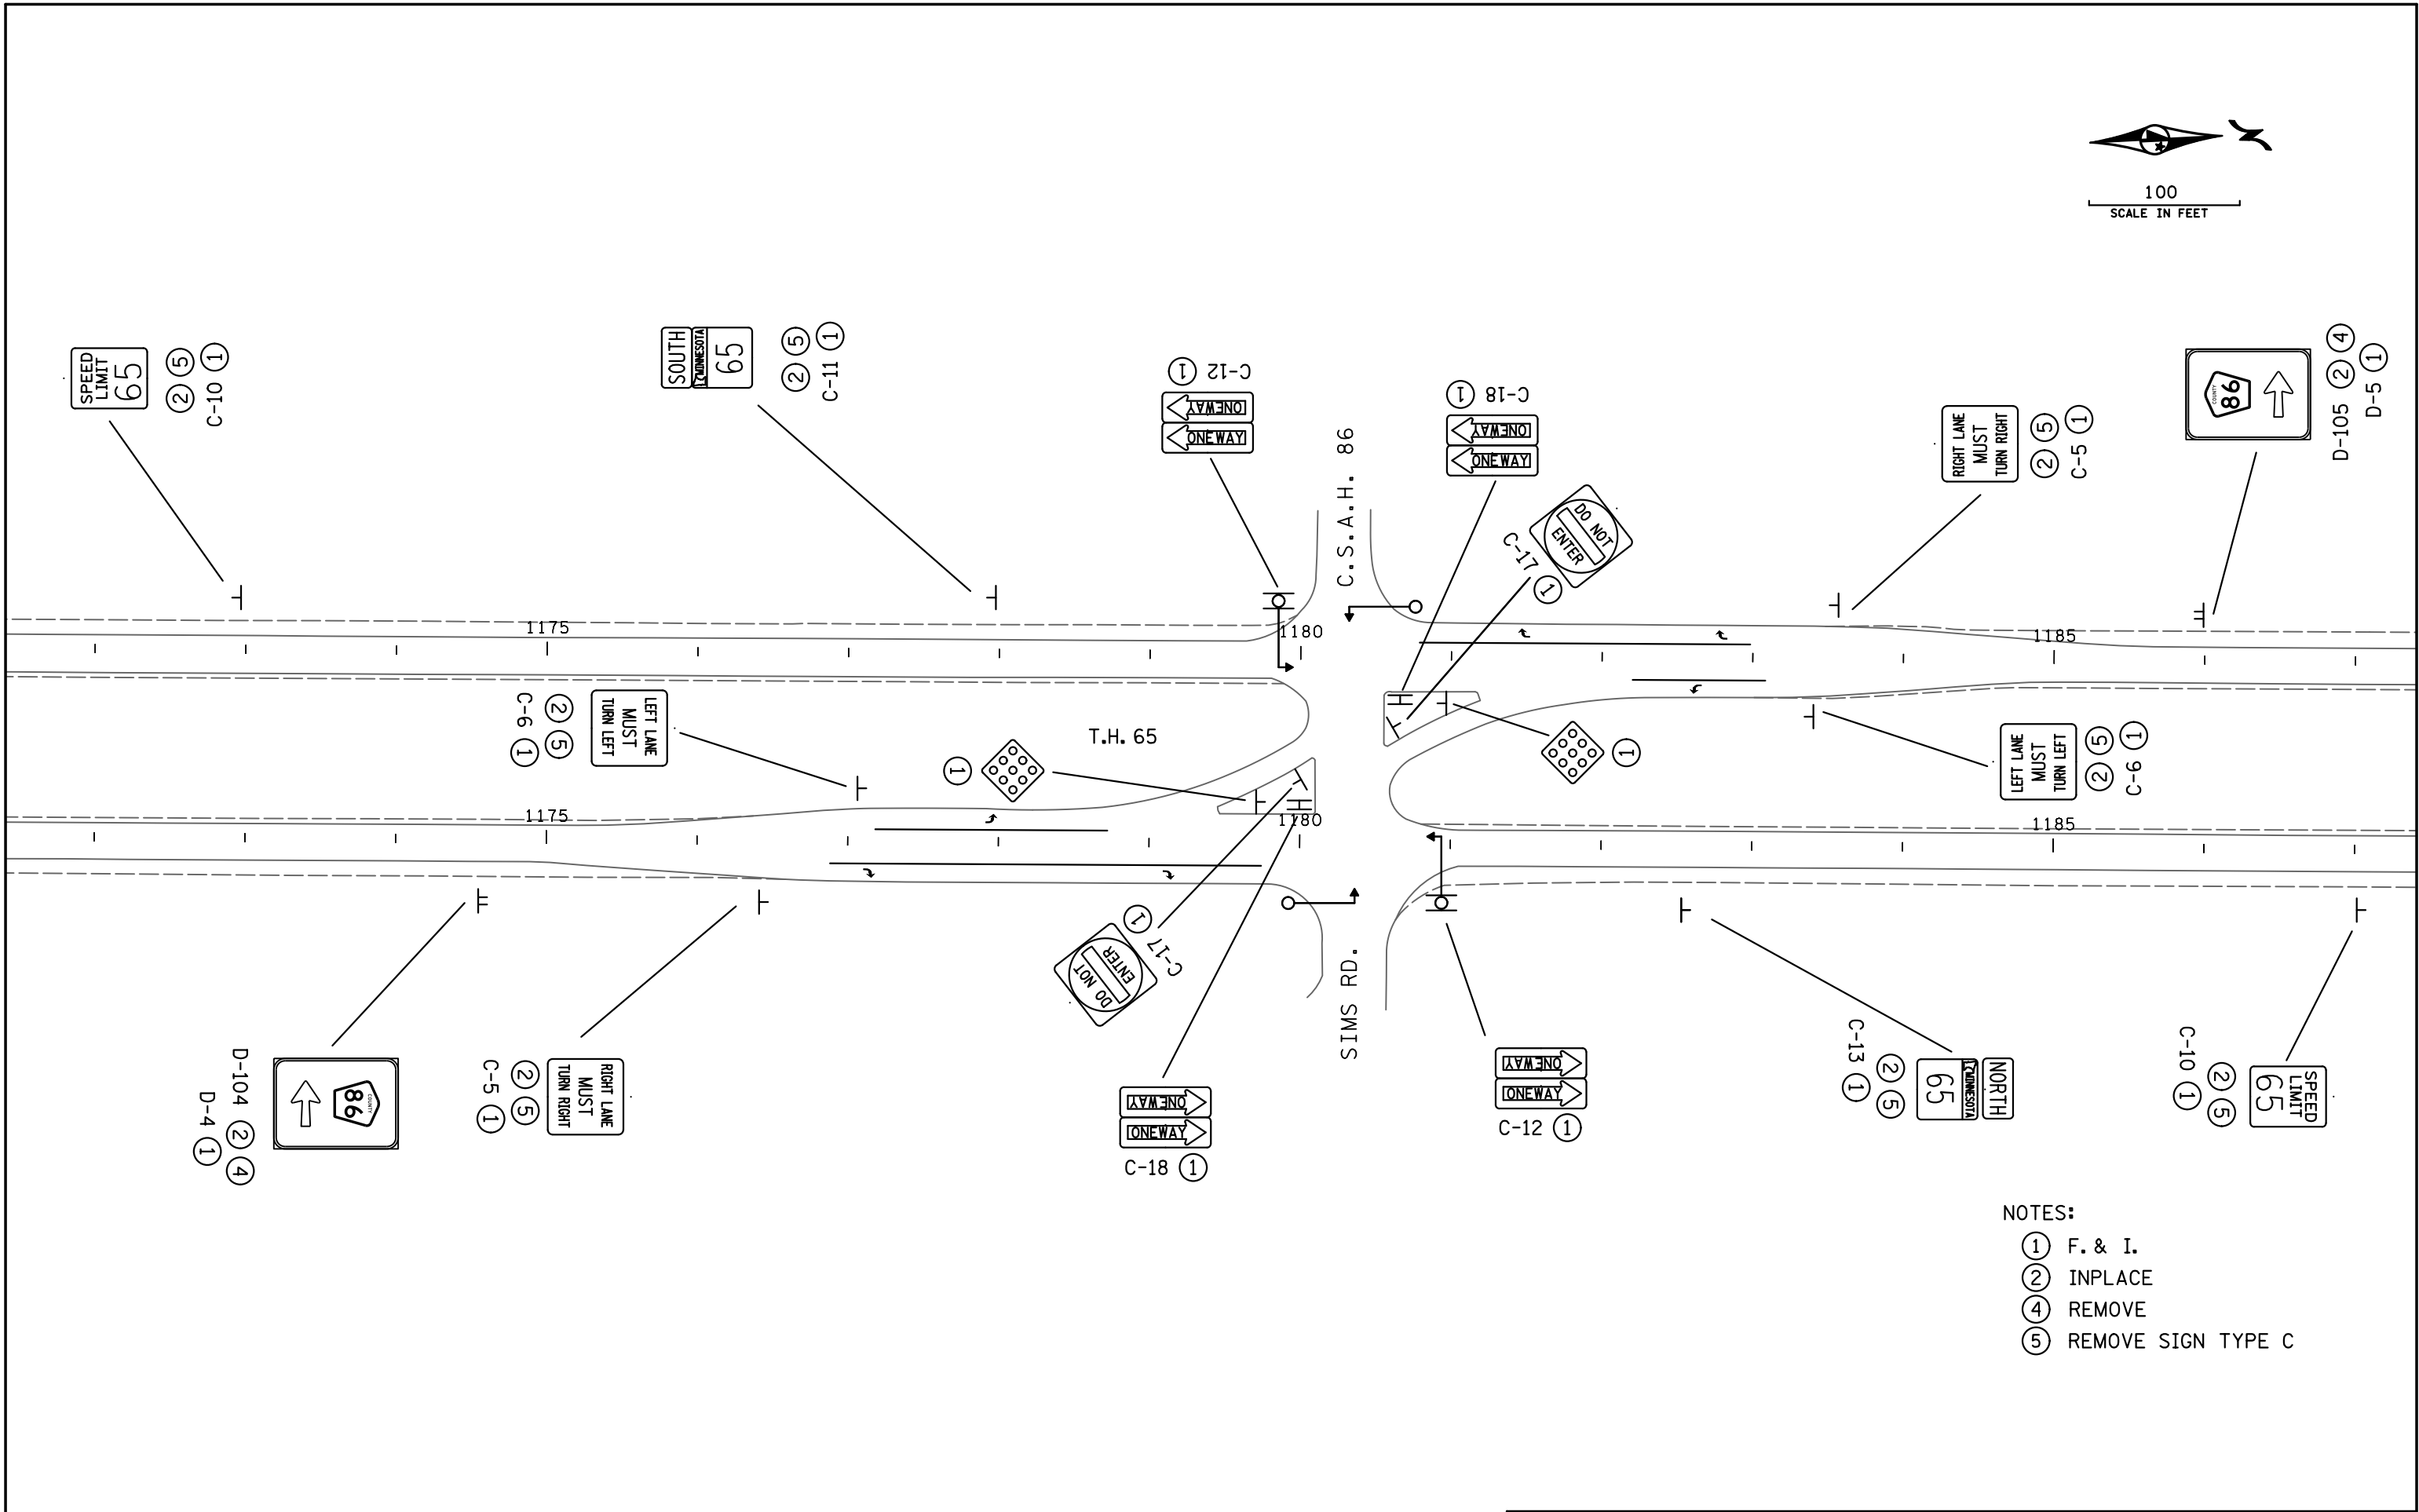 100
SCALE IN FEET
SPEED
LIMIT
65
2 5
C-10 1
SOUTH
MINNESOTA
65
2 5
C-11 1
C-12 1
ONEWAY
ONEWAY
C.S.A.H. 86
C-18 1
ONEWAY
ONEWAY
DO NOT
ENTER
C-17 1
RIGHT LANE
MUST
TURN RIGHT
2 5
C-5 1
COUNTY
86
D-105 2 4
D-5 1
1175
1180
1185
LEFT LANE
MUST
TURN LEFT
2 5
C-6 1
T.H. 65
1
1
LEFT LANE
MUST
TURN LEFT
2 5
C-6 1
1175
1180
1185
COUNTY
86
D-104 2 4
D-4 1
RIGHT LANE
MUST
TURN RIGHT
2 5
C-5 1
C-17 1
DO NOT
ENTER
ONEWAY
ONEWAY
C-18 1
SIMS RD.
ONEWAY
ONEWAY
C-12 1
NORTH
MINNESOTA
65
2 5
C-13 1
SPEED
LIMIT
65
2 5
C-10 1
NOTES:
1 F. & I.
2 INPLACE
4 REMOVE
5 REMOVE SIGN TYPE C